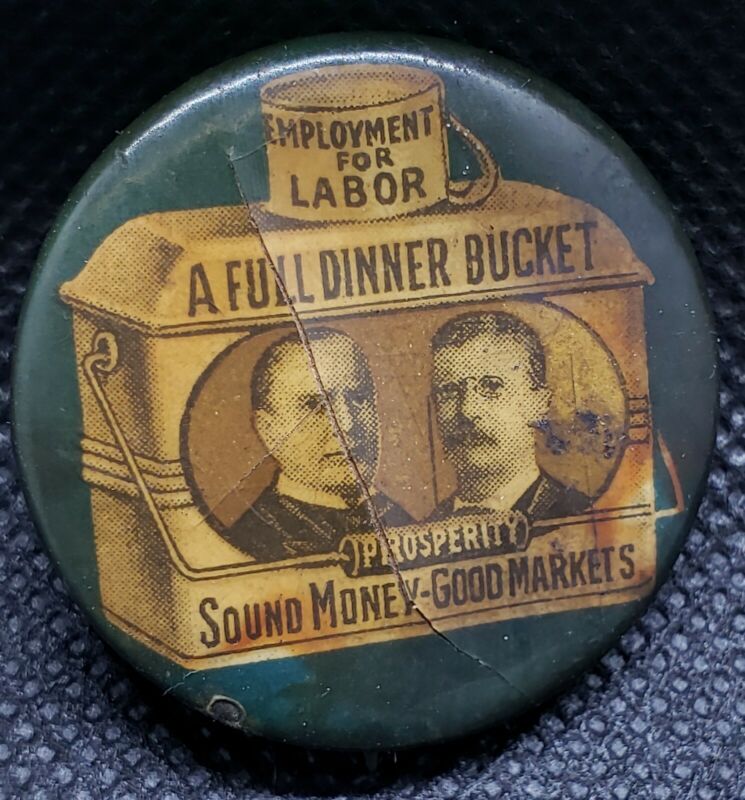 EMPLOYMENT
FOR
LABOR
A FULL DINNER BUCKET
PROSPERITY
SOUND MONEY-GOOD MARKETS